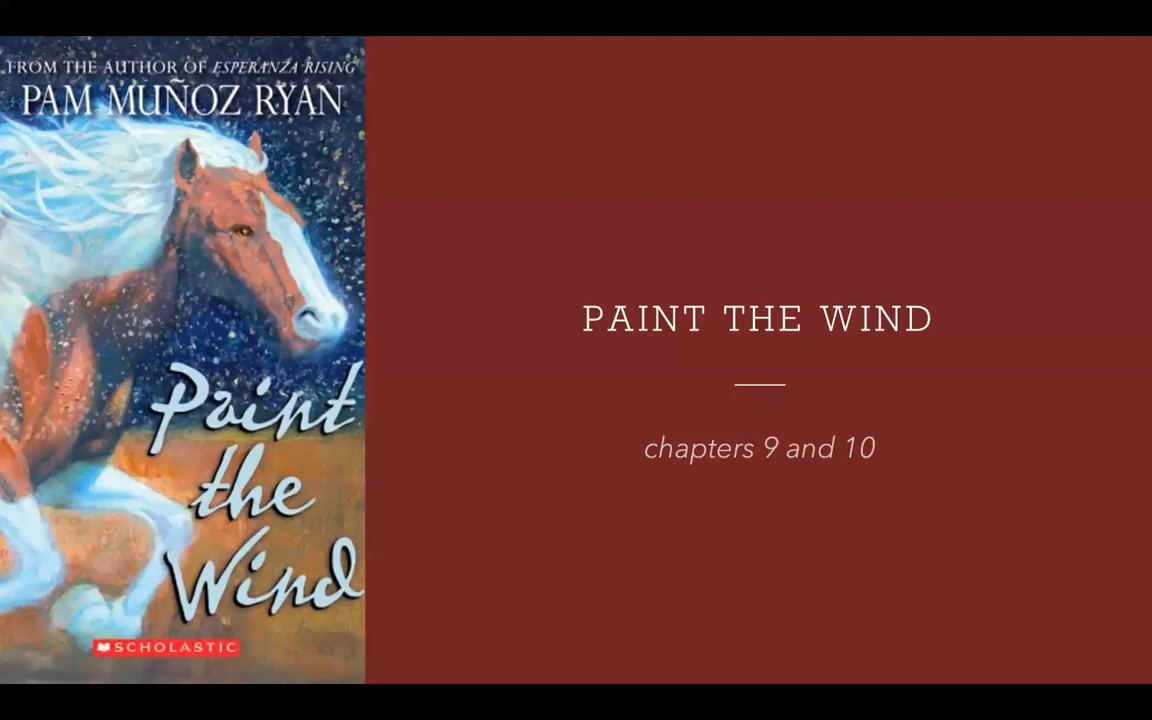 FROM THE AUTHOR OF ESPERANZA RISING
PAM MUÑOZ RYAN
Paint
the
Wind
SCHOLASTIC
PAINT THE WIND
chapters 9 and 10